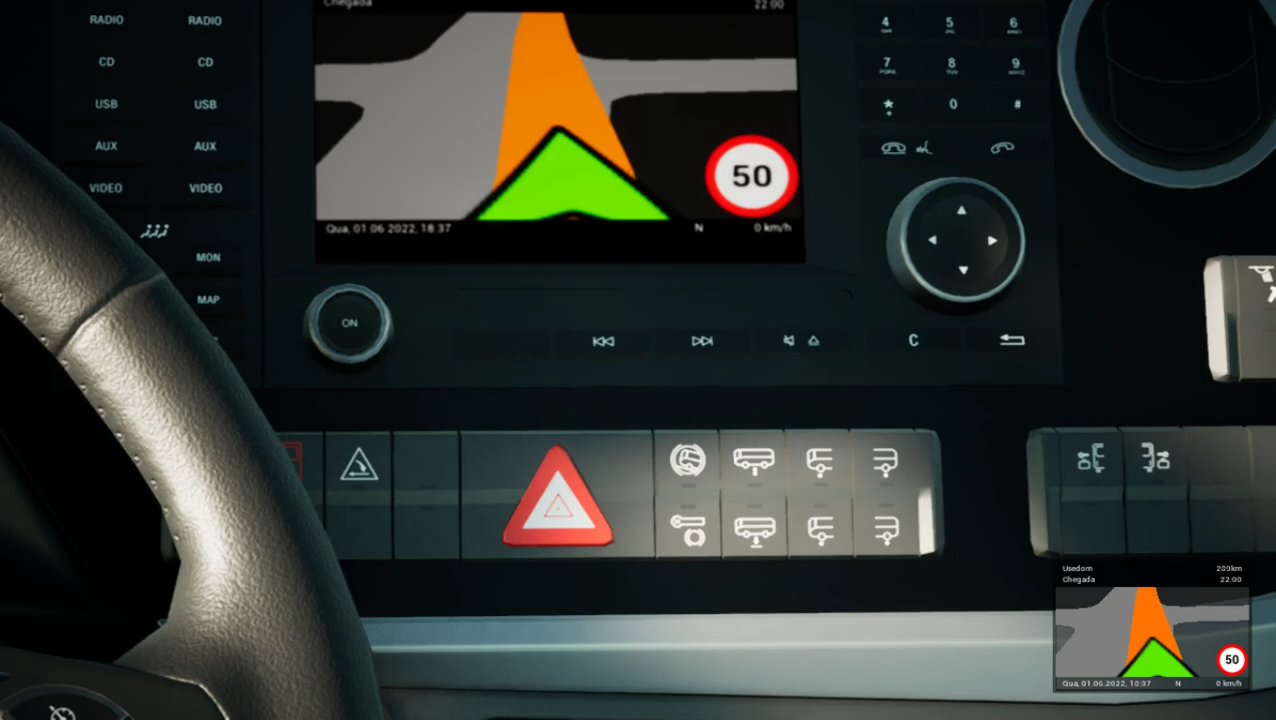 Chegada 22:00
RADIO RADIO
CD CD
USB USB
AUX AUX
VIDEO VIDEO
MON
MAP
50
Qua, 01.06.2022, 18:37 N 0 km/h
4 5 6
7 8 9
* 0 #
ON
C
Usedom 209km
Chegada 22:00
50
Qua, 01.06.2022, 18:37 N 0 km/h